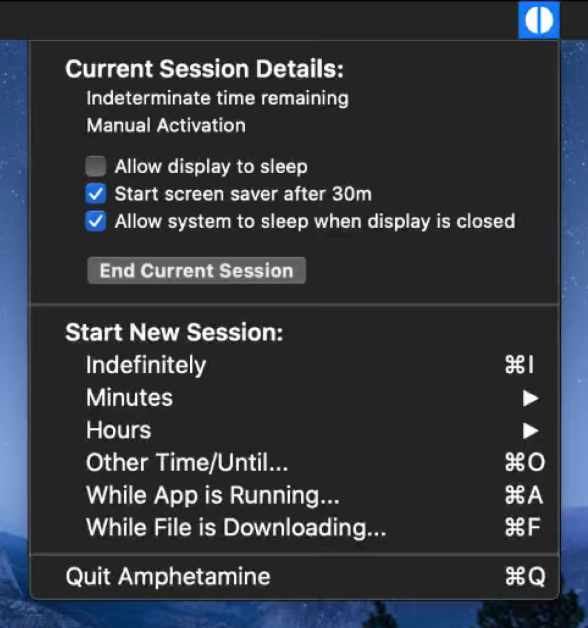 Current Session Details:
Indeterminate time remaining
Manual Activation
Allow display to sleep
Start screen saver after 30m
Allow system to sleep when display is closed
End Current Session
Start New Session:
Indefinitely ⌘I
Minutes ▶
Hours ▶
Other Time/Until... ⌘O
While App is Running... ⌘A
While File is Downloading... ⌘F
Quit Amphetamine ⌘Q